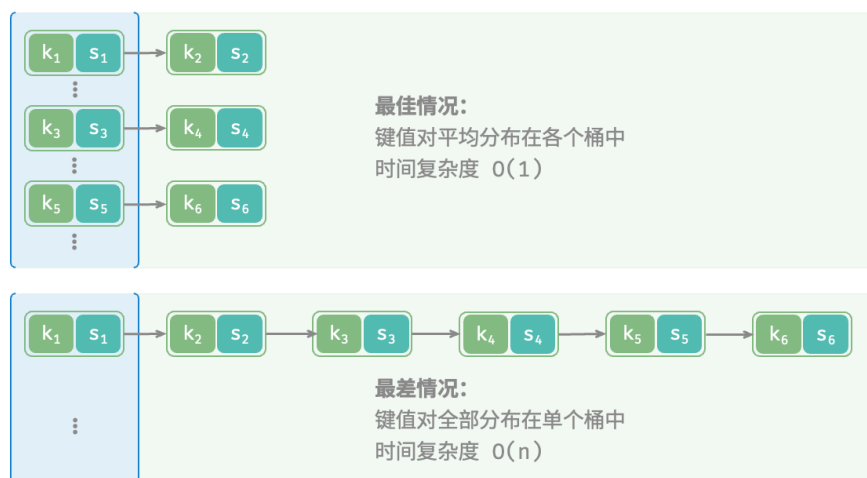 k₁ s₁ k₂ s₂
k₃ s₃ k₄ s₄
k₅ s₅ k₆ s₆
最佳情况：
键值对平均分布在各个桶中
时间复杂度 O(1)
k₁ s₁ k₂ s₂ k₃ s₃ k₄ s₄ k₅ s₅ k₆ s₆
最差情况：
键值对全部分布在单个桶中
时间复杂度 O(n)